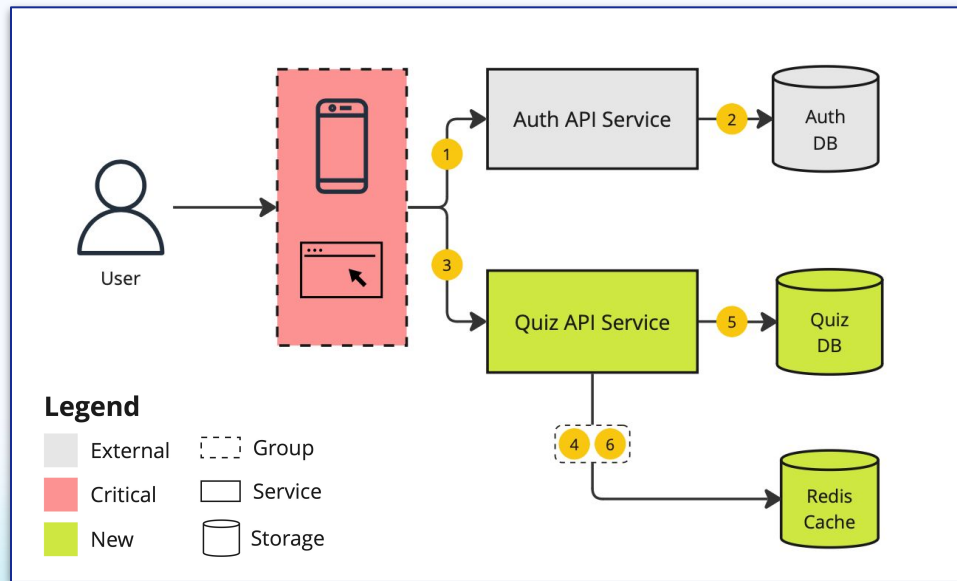 Auth API Service
Auth
DB
1
2
User
3
Quiz API Service
5
Quiz
DB
4
6
Redis
Cache
Legend
External
Group
Critical
Service
New
Storage